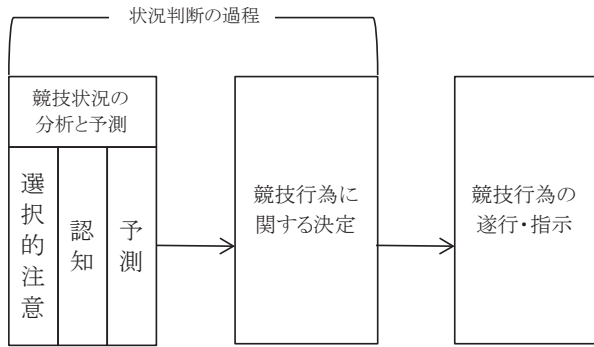 状況判断の過程
競技状況の
分析と予測
選択的注意
認知
予測
競技行為に
関する決定
競技行為の
遂行・指示